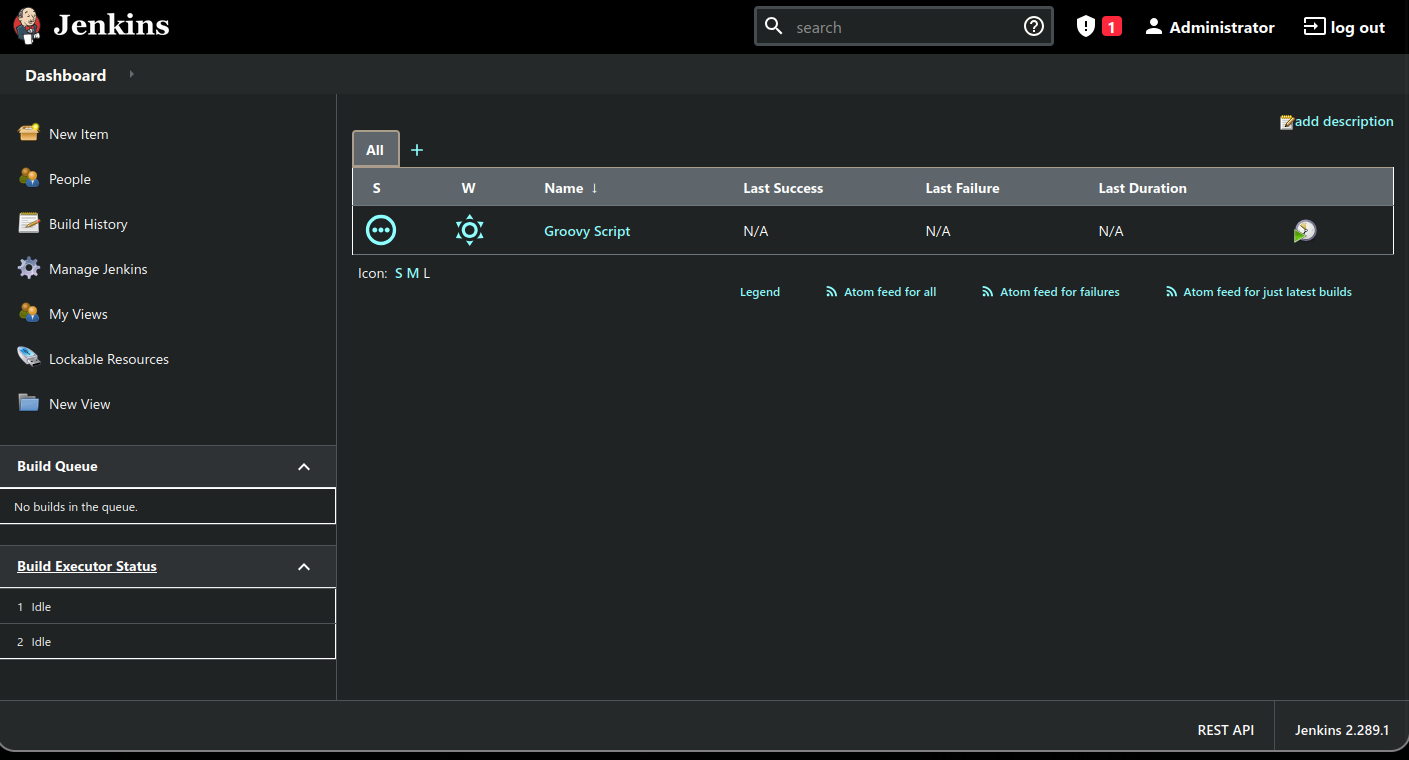 Jenkins
search
1
Administrator
log out
Dashboard
New Item
People
Build History
Manage Jenkins
My Views
Lockable Resources
New View
Build Queue
No builds in the queue.
Build Executor Status
1 Idle
2 Idle
add description
All +
S W Name ↓ Last Success Last Failure Last Duration
Groovy Script N/A N/A N/A
Icon: S M L
Legend Atom feed for all Atom feed for failures Atom feed for just latest builds
REST API Jenkins 2.289.1